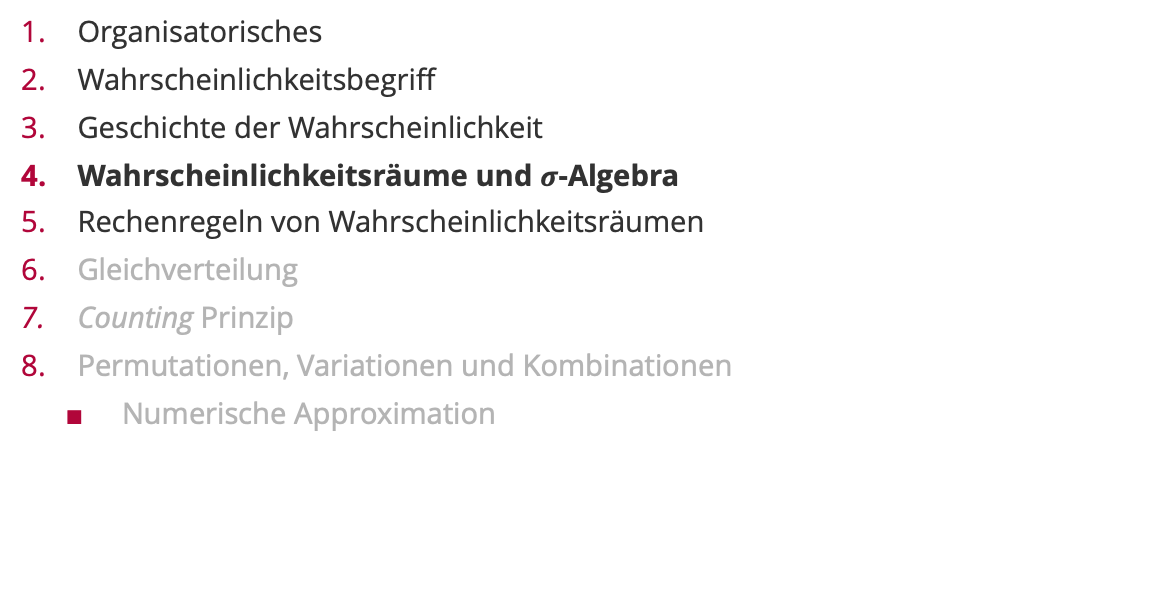 1. Organisatorisches
2. Wahrscheinlichkeitsbegriff
3. Geschichte der Wahrscheinlichkeit
4. Wahrscheinlichkeitsräume und σ-Algebra
5. Rechenregeln von Wahrscheinlichkeitsräumen
6. Gleichverteilung
7. Counting Prinzip
8. Permutationen, Variationen und Kombinationen
■ Numerische Approximation